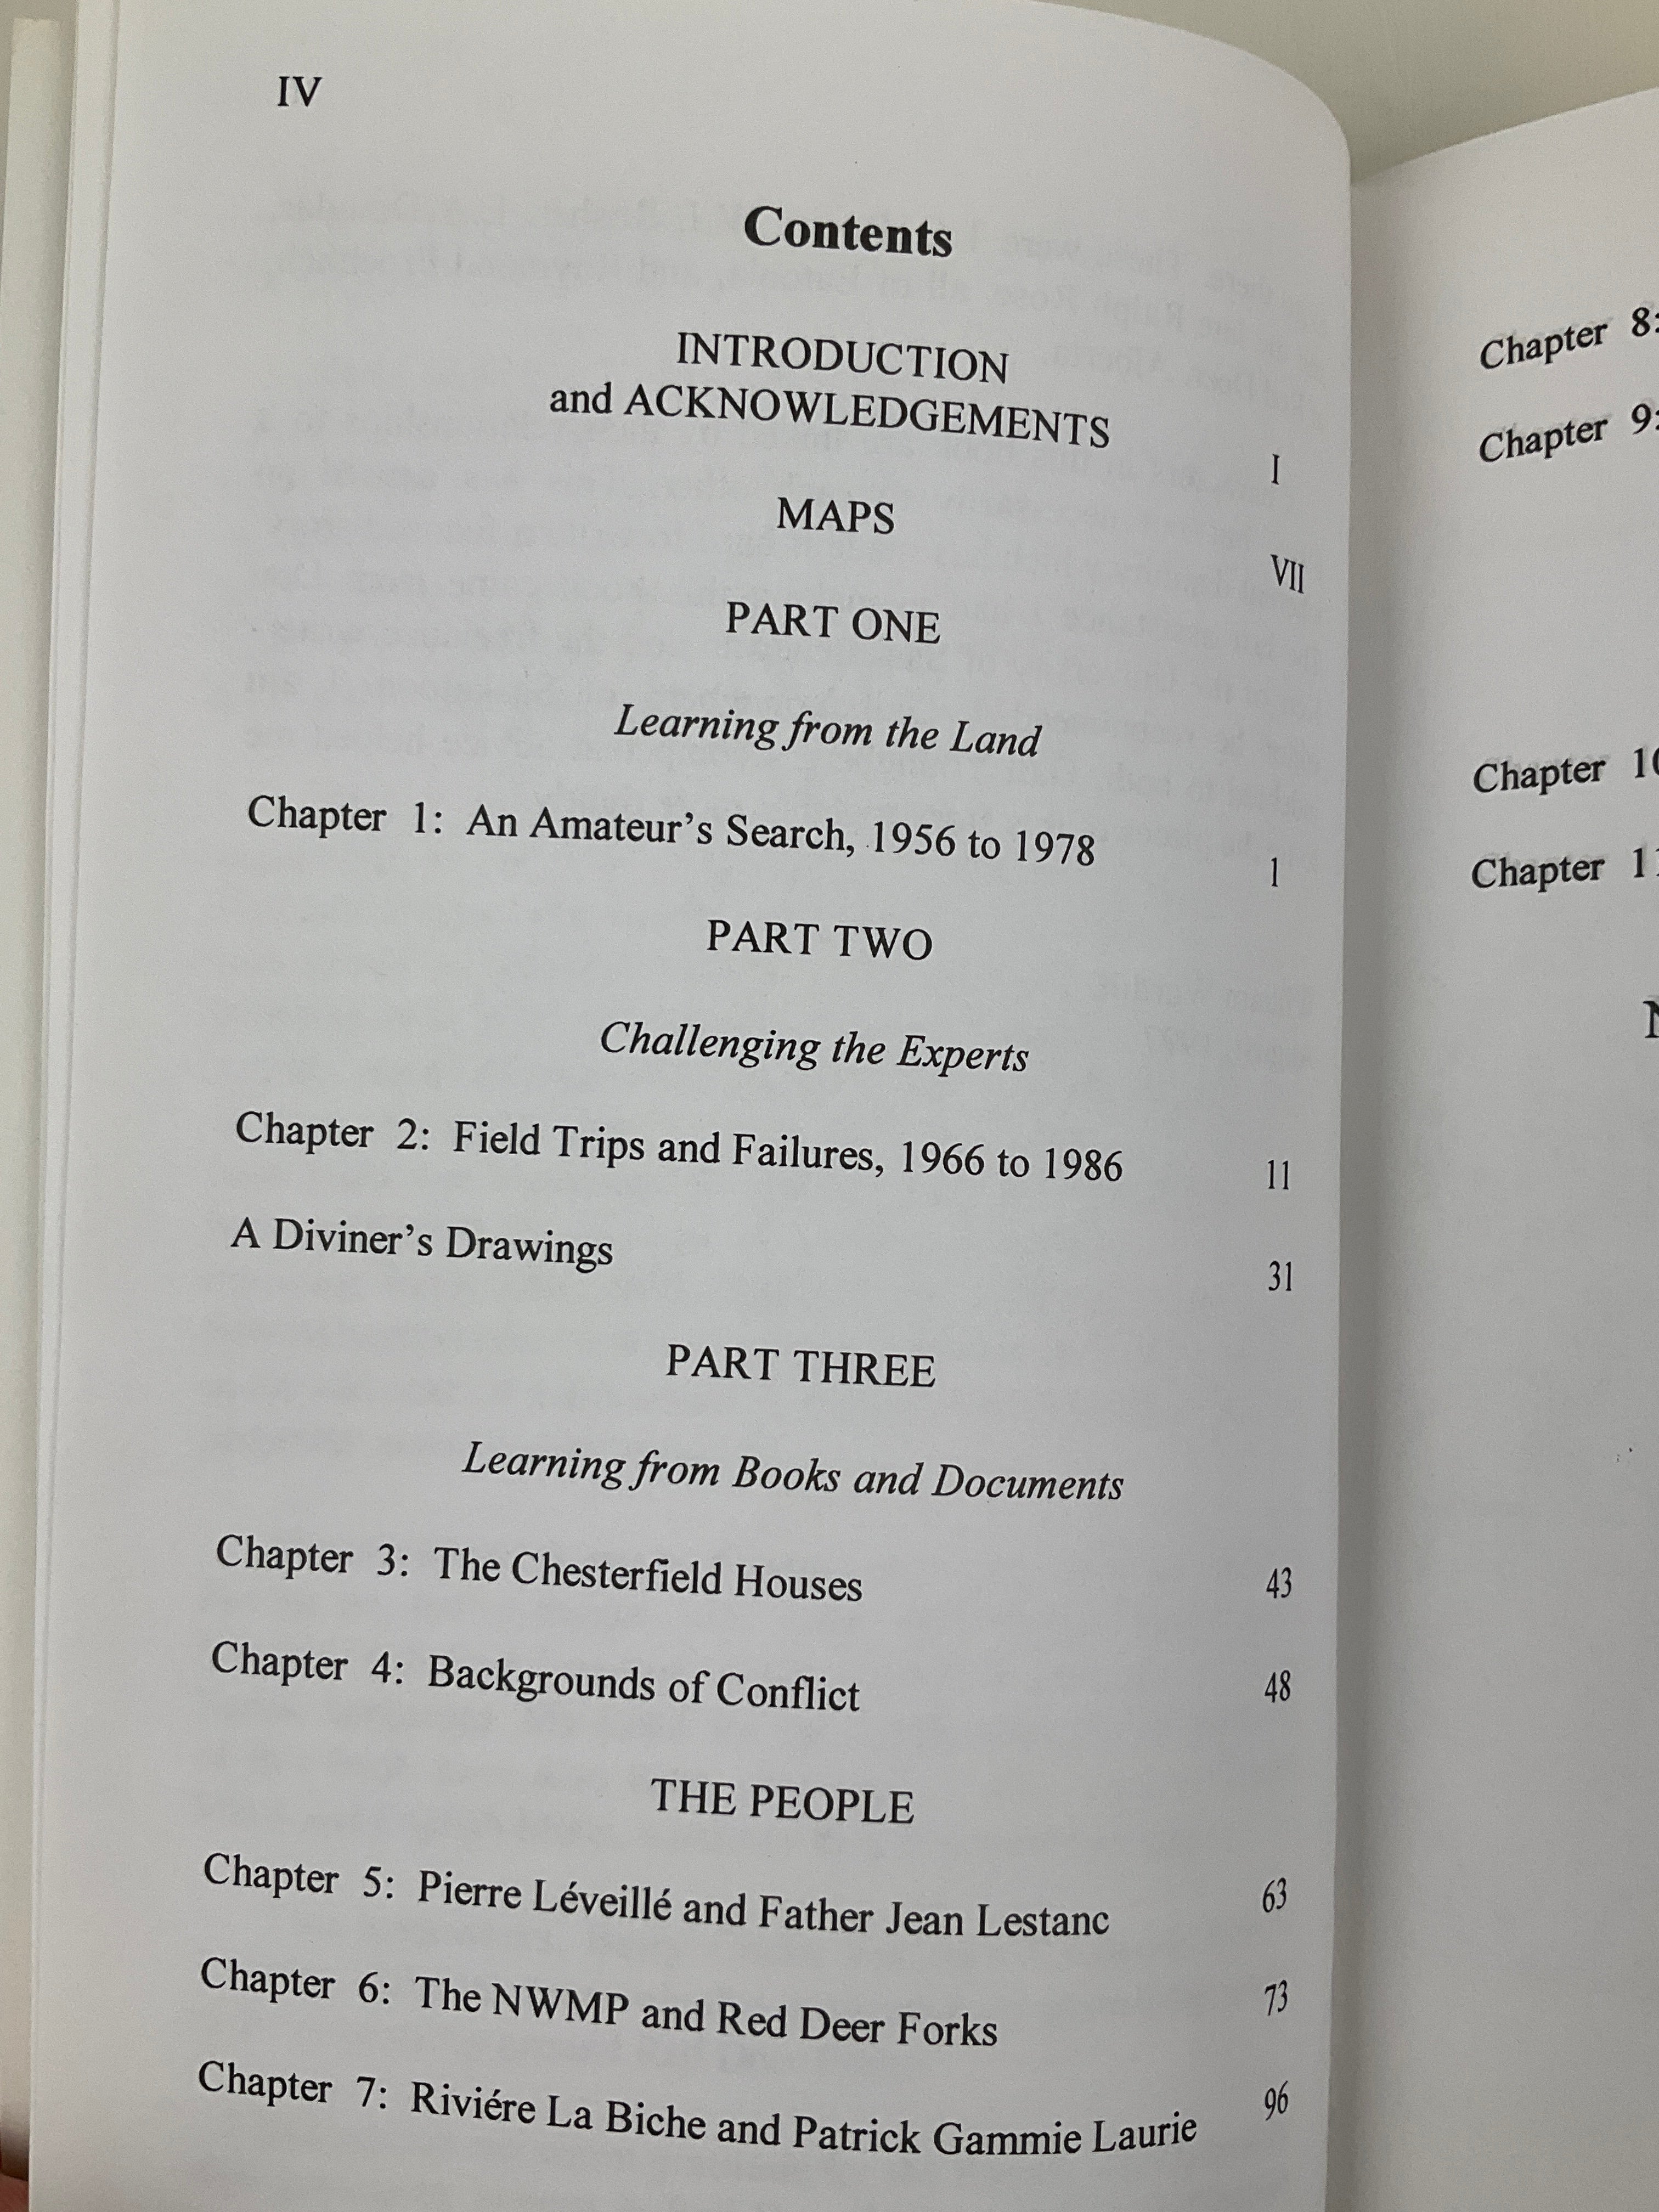 IV
Contents
INTRODUCTION
and ACKNOWLEDGEMENTS I
MAPS VII
PART ONE
Learning from the Land
Chapter 1: An Amateur's Search, 1956 to 1978 1
PART TWO
Challenging the Experts
Chapter 2: Field Trips and Failures, 1966 to 1986 11
A Diviner's Drawings 31
PART THREE
Learning from Books and Documents
Chapter 3: The Chesterfield Houses 43
Chapter 4: Backgrounds of Conflict 48
THE PEOPLE
Chapter 5: Pierre Léveillé and Father Jean Lestanc 63
Chapter 6: The NWMP and Red Deer Forks 73
Chapter 7: Riviére La Biche and Patrick Gammie Laurie 96
Chapter 8:
Chapter 9:
Chapter 10
Chapter 11